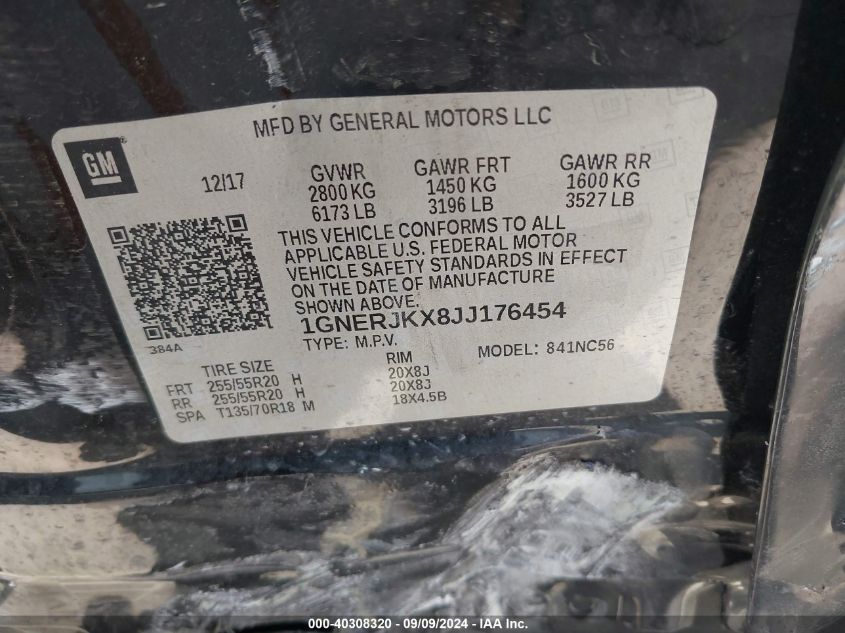 MFD BY GENERAL MOTORS LLC
GM
12/17
GVWR
2800 KG
6173 LB
GAWR FRT
1450 KG
3196 LB
GAWR RR
1600 KG
3527 LB
THIS VEHICLE CONFORMS TO ALL
APPLICABLE U.S. FEDERAL MOTOR
VEHICLE SAFETY STANDARDS IN EFFECT
ON THE DATE OF MANUFACTURE
SHOWN ABOVE.
1GNERJKX8JJ176454
384A
TYPE: M.P.V.
MODEL: 841NC56
TIRE SIZE RIM
FRT 255/55R20 H 20X8J
RR 255/55R20 H 20X8J
SPA T135/70R18 M 18X4.5B
000-40308320 - 09/09/2024 - www.iaai.com